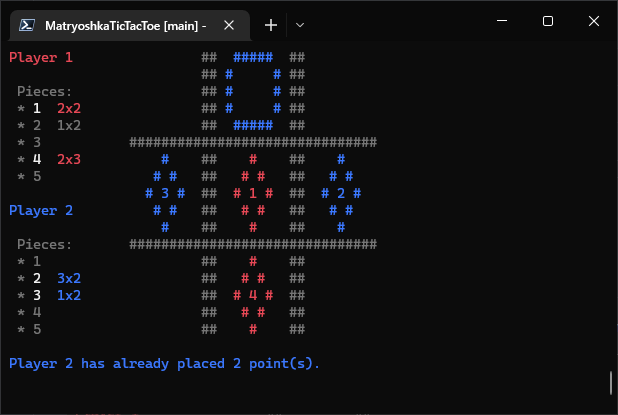 MatryoshkaTicTacToe [main] -
Player 1                ##  #####  ##
                        ## #     # ##
 Pieces:                ## #     # ##
 * 1  2x2               ## #     # ##
 * 2  1x2               ##  #####  ##
 * 3           ###############################
 * 4  2x3          #    ##    #    ##    #
 * 5              # #   ##   # #   ##   # #
                 # 3 #  ##  # 1 #  ##  # 2 #
Player 2          # #   ##   # #   ##   # #
                   #    ##    #    ##    #
 Pieces:       ###############################
 * 1                    ##    #    ##
 * 2  3x2               ##   # #   ##
 * 3  1x2               ##  # 4 #  ##
 * 4                    ##   # #   ##
 * 5                    ##    #    ##
Player 2 has already placed 2 point(s).